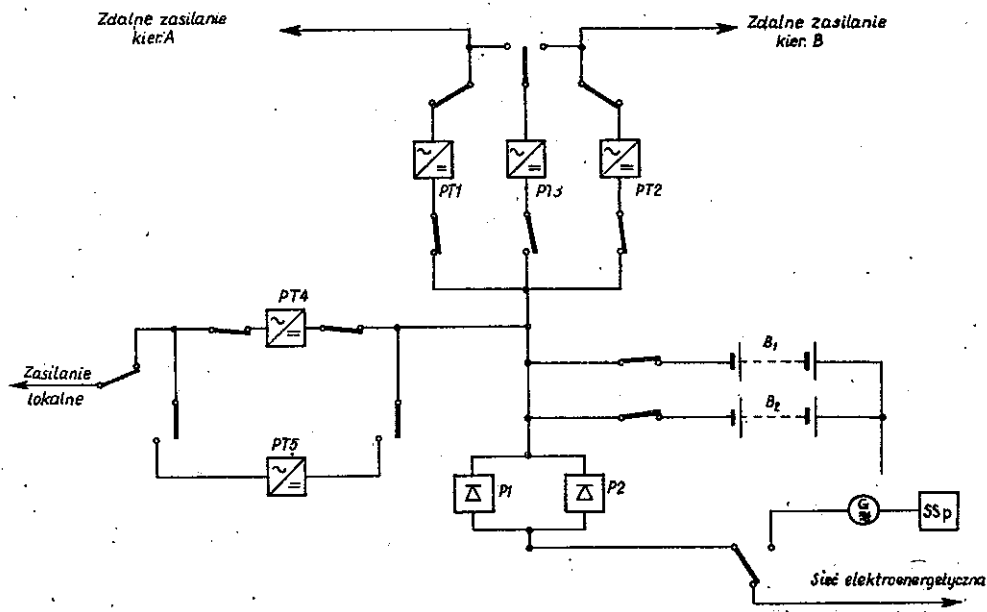 Zdalne zasilanie
kier. A
Zdalne zasilanie
kier. B
PT1
PT3
PT2
PT4
B1
Zasilanie
lokalne
B2
PT5
P1
P2
SSp
Sieć elektroenergetyczna